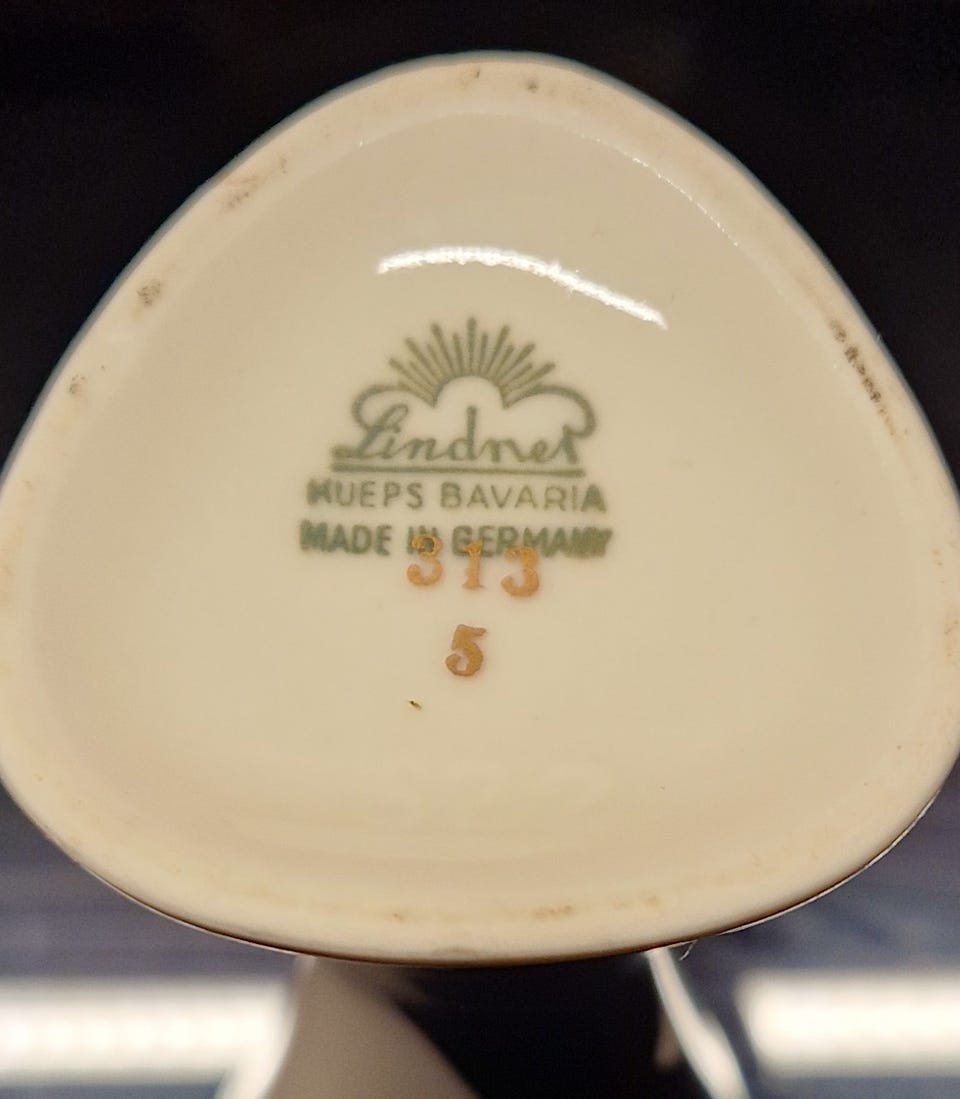 Lindner
KUEPS BAVARIA
MADE IN GERMANY
313
5